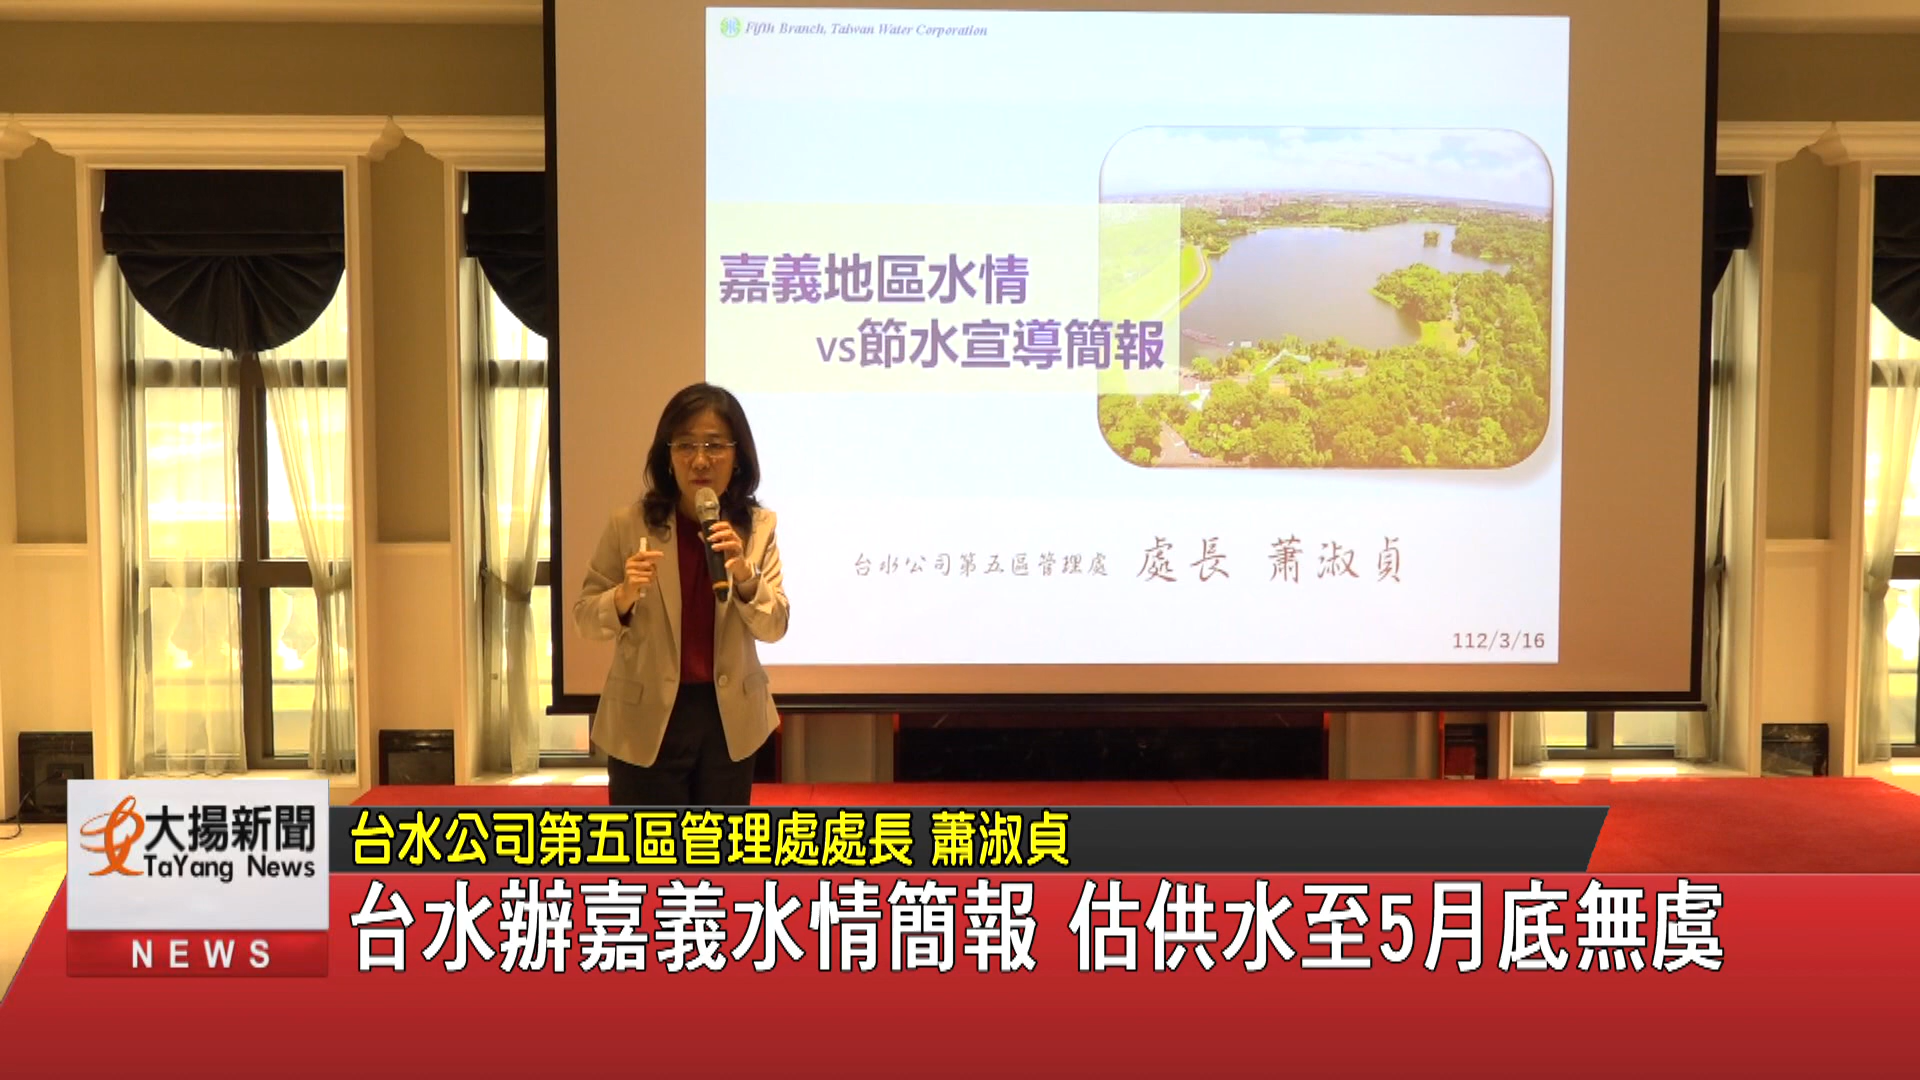 Fifth Branch, Taiwan Water Corporation
嘉義地區水情
vs節水宣導簡報
台水公司第五區管理處 處長 蕭淑貞
112/3/16
大揚新聞
TaYang News
NEWS
台水公司第五區管理處處長 蕭淑貞
台水辦嘉義水情簡報 估供水至5月底無虞